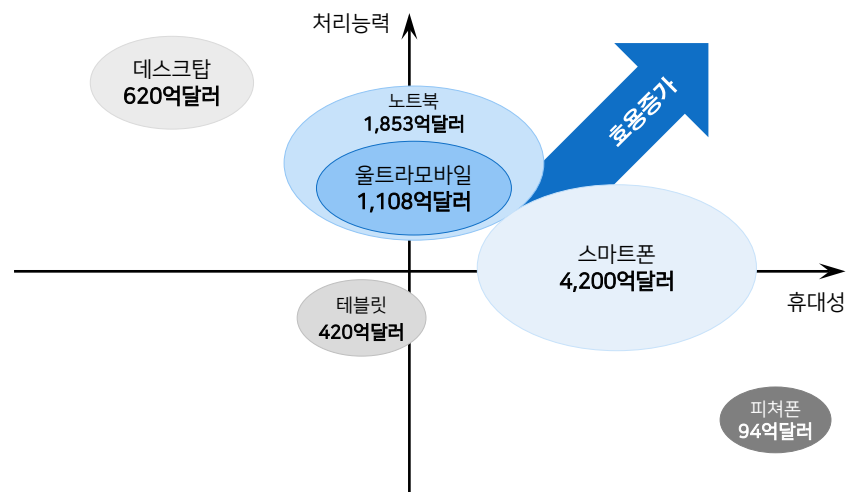 처리능력
데스크탑
620억달러
노트북
1,853억달러
울트라모바일
1,108억달러
효용증가
스마트폰
4,200억달러
휴대성
테블릿
420억달러
피쳐폰
94억달러